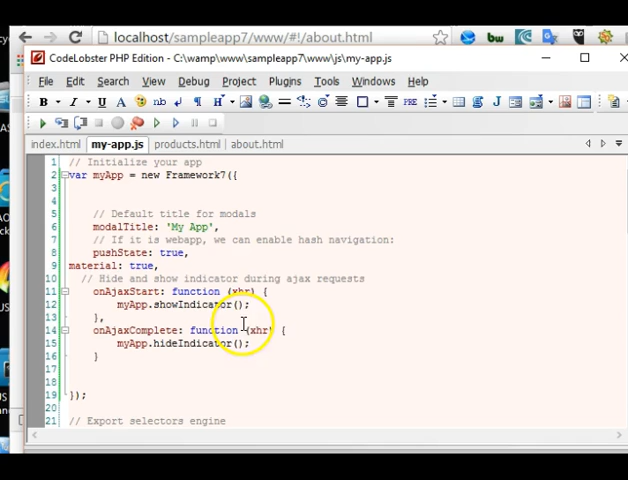 localhost/sampleapp7/www/#!/about.html
CodeLobster PHP Edition - C:\wamp\www\sampleapp7\www\js\my-app.js
File Edit Search View Debug Project Plugins Tools Windows Help
B I U A nb H PRE
index.html my-app.js products.html about.html
1 // Initialize your app
2 var myApp = new Framework7({
3
4
5 // Default title for modals
6 modalTitle: 'My App',
7 // If it is webapp, we can enable hash navigation:
8 pushState: true,
9 material: true,
10 // Hide and show indicator during ajax requests
11 onAjaxStart: function (xhr) {
12 myApp.showIndicator();
13 },
14 onAjaxComplete: function (xhr) {
15 myApp.hideIndicator();
16 }
17
18
19 });
20
21 // Export selectors engine